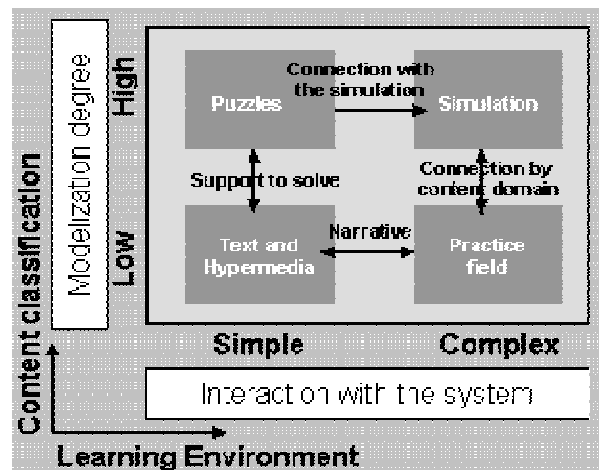 Content classification
Modelization degree
High
Low
Connection with
the simulation
Puzzles
Simulation
Support to solve
Connection by
content domain
Narrative
Text and
Hypermedia
Practice
field
Simple
Complex
Interaction with the system
Learning Environment